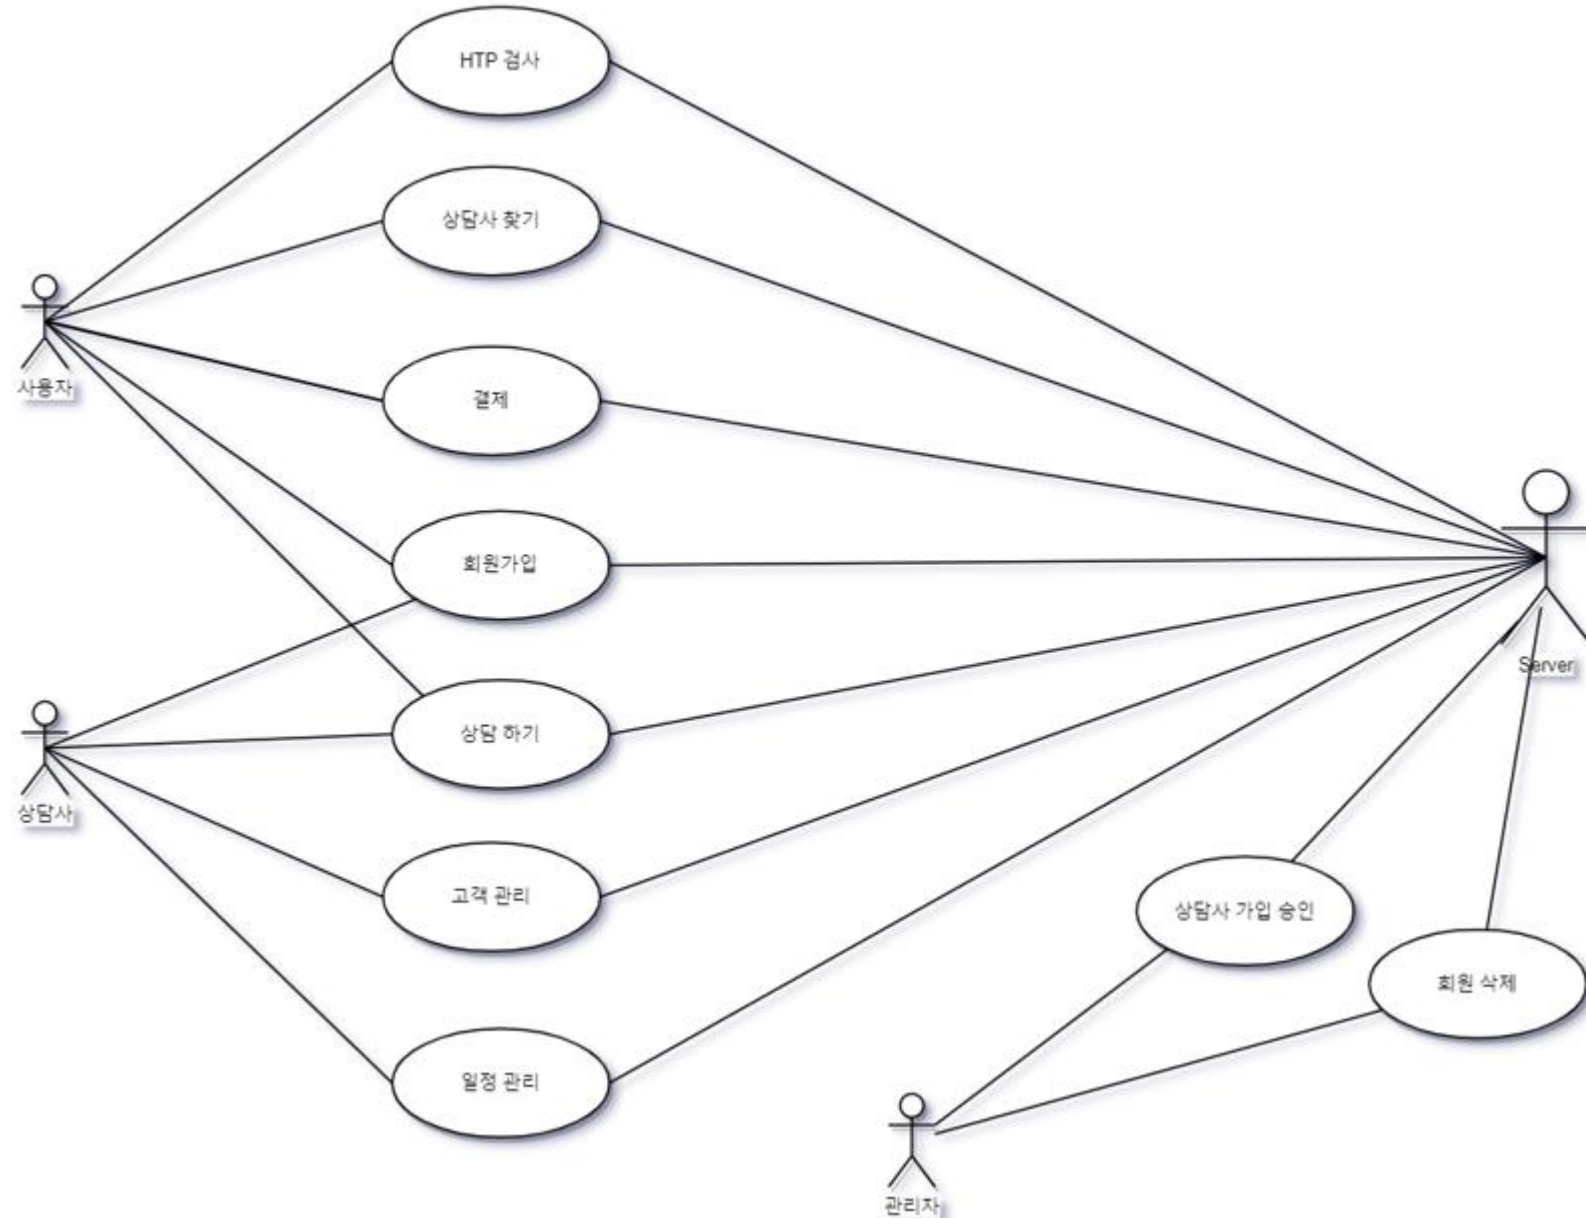 HTP 검사
상담사 찾기
사용자
결제
회원가입
Server
상담 하기
상담사
고객 관리
상담사 가입 승인
회원 삭제
일정 관리
관리자